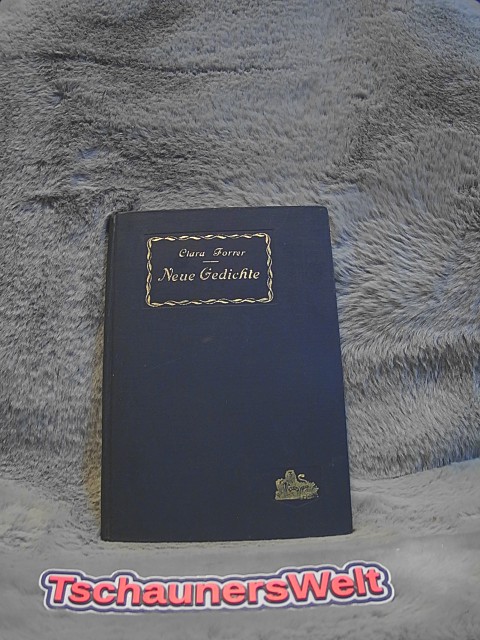 Clara Forrer
Neue Gedichte
TschaunersWelt